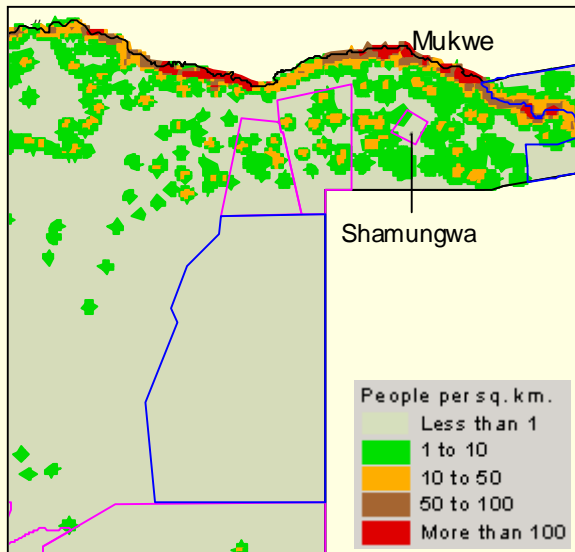 Mukwe
Shamungwa
People per sq. km.
Less than 1
1 to 10
10 to 50
50 to 100
More than 100